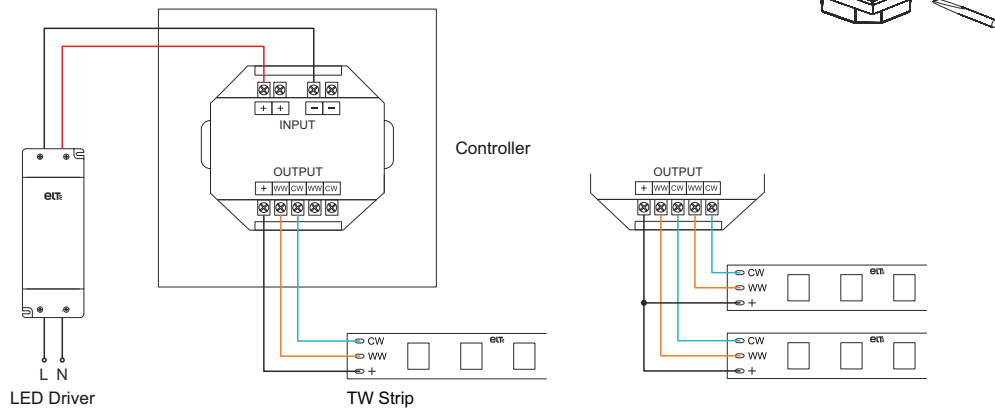 + + − −
INPUT
Controller
OUTPUT
+ WW CW WW CW
eLT
L N
LED Driver
CW
WW
+
eLT
TW Strip
OUTPUT
+ WW CW WW CW
CW
WW
+
eLT
CW
WW
+
eLT